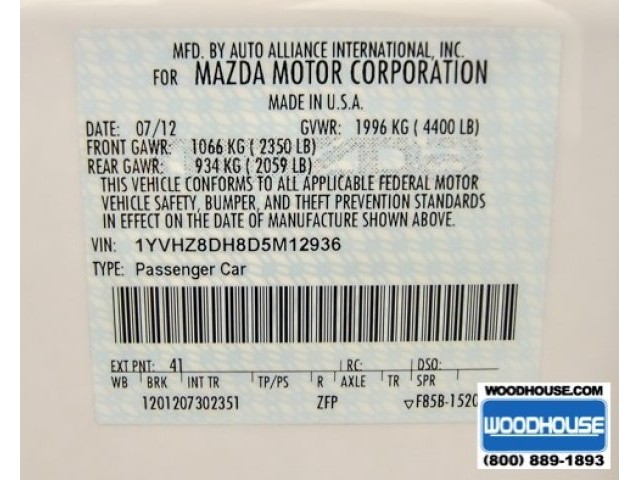 MFD. BY AUTO ALLIANCE INTERNATIONAL, INC.
FOR MAZDA MOTOR CORPORATION
MADE IN U.S.A.
DATE: 07/12 GVWR: 1996 KG ( 4400 LB)
FRONT GAWR: 1066 KG ( 2350 LB)
REAR GAWR: 934 KG ( 2059 LB)
THIS VEHICLE CONFORMS TO ALL APPLICABLE FEDERAL MOTOR
VEHICLE SAFETY, BUMPER, AND THEFT PREVENTION STANDARDS
IN EFFECT ON THE DATE OF MANUFACTURE SHOWN ABOVE.
VIN: 1YVHZ8DH8D5M12936
TYPE: Passenger Car
EXT PNT: 41 RC: DSO:
WB BRK INT TR TP/PS R AXLE TR SPR
1201207302351 ZFP ▽F85B-1520
WOODHOUSE.COM
WOODHOUSE
(800) 889-1893